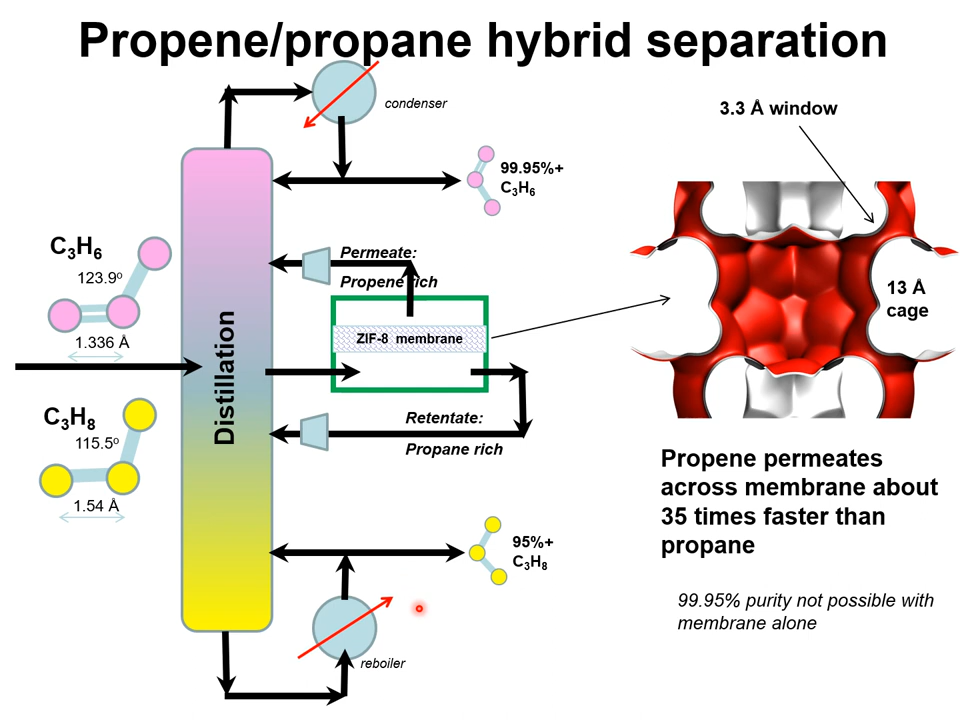 Propene/propane hybrid separation
condenser
3.3 Å window
99.95%+
C₃H₆
C₃H₆
123.9º
1.336 Å
Permeate:
Propene rich
13 Å
cage
ZIF-8 membrane
Distillation
C₃H₈
115.5º
1.54 Å
Retentate:
Propane rich
Propene permeates
across membrane about
35 times faster than
propane
95%+
C₃H₈
99.95% purity not possible with
membrane alone
reboiler